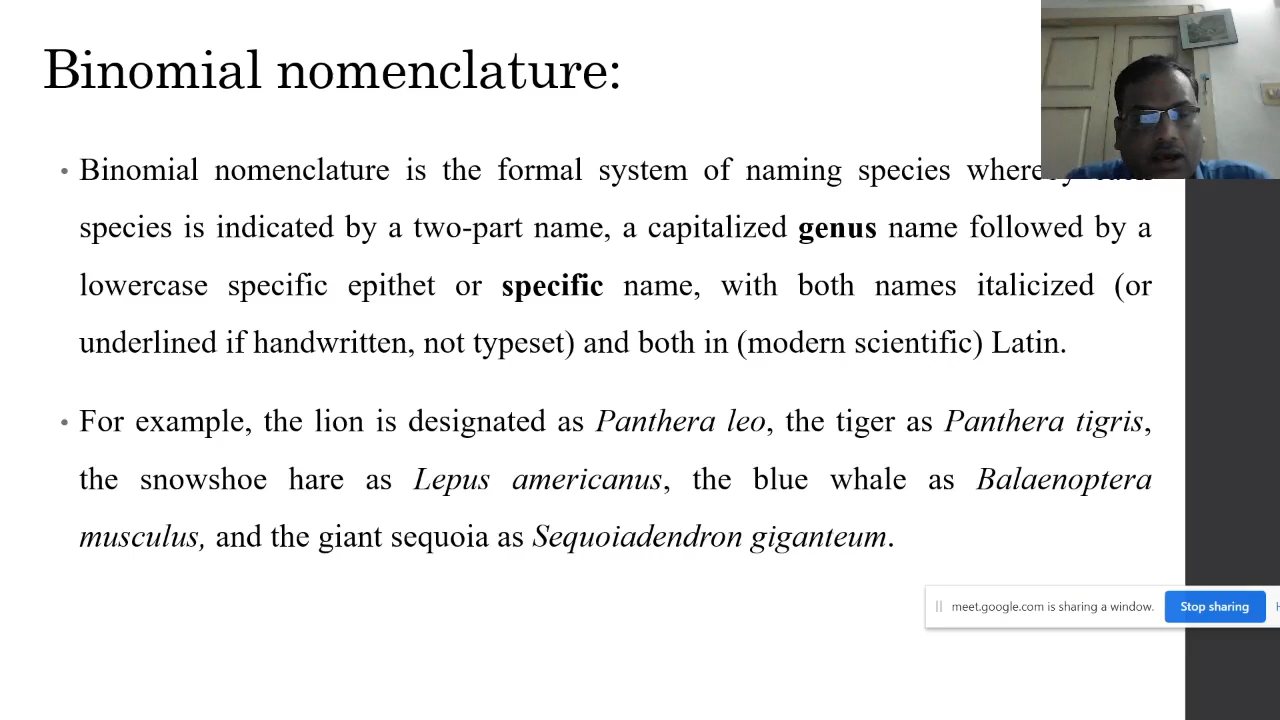 Binomial nomenclature:
• Binomial nomenclature is the formal system of naming species whereby each
species is indicated by a two-part name, a capitalized genus name followed by a
lowercase specific epithet or specific name, with both names italicized (or
underlined if handwritten, not typeset) and both in (modern scientific) Latin.
• For example, the lion is designated as Panthera leo, the tiger as Panthera tigris,
the snowshoe hare as Lepus americanus, the blue whale as Balaenoptera
musculus, and the giant sequoia as Sequoiadendron giganteum.
meet.google.com is sharing a window. Stop sharing